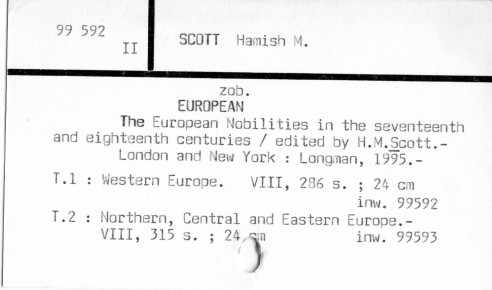 99 592
II
SCOTT Hamish M.
zob.
EUROPEAN
The European Nobilities in the seventeenth
and eighteenth centuries / edited by H.M.Scott.-
London and New York : Longman, 1995.-
T.1 : Western Europe. VIII, 286 s. ; 24 cm
inw. 99592
T.2 : Northern, Central and Eastern Europe.-
VIII, 315 s. ; 24 cm inw. 99593